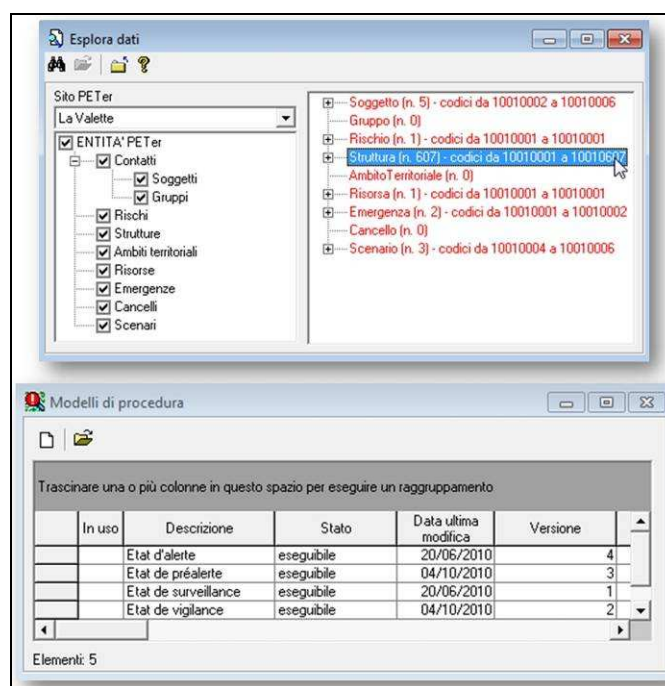 Esplora dati
Sito PETer
La Valette
ENTITA' PETer
Contatti
Soggetti
Gruppi
Rischi
Strutture
Ambiti territoriali
Risorse
Emergenze
Cancelli
Scenari
Soggetto (n. 5) - codici da 10010002 a 10010006
Gruppo (n. 0)
Rischio (n. 1) - codici da 10010001 a 10010001
Struttura (n. 607) - codici da 10010001 a 10010607
AmbitoTerritoriale (n. 0)
Risorsa (n. 1) - codici da 10010001 a 10010001
Emergenza (n. 2) - codici da 10010001 a 10010002
Cancello (n. 0)
Scenario (n. 3) - codici da 10010004 a 10010006
Modelli di procedura
Trascinare una o più colonne in questo spazio per eseguire un raggruppamento
In uso Descrizione Stato Data ultima modifica Versione
Etat d'alerte eseguibile 20/06/2010 4
Etat de préalerte eseguibile 04/10/2010 3
Etat de surveillance eseguibile 20/06/2010 1
Etat de vigilance eseguibile 04/10/2010 2
Elementi: 5